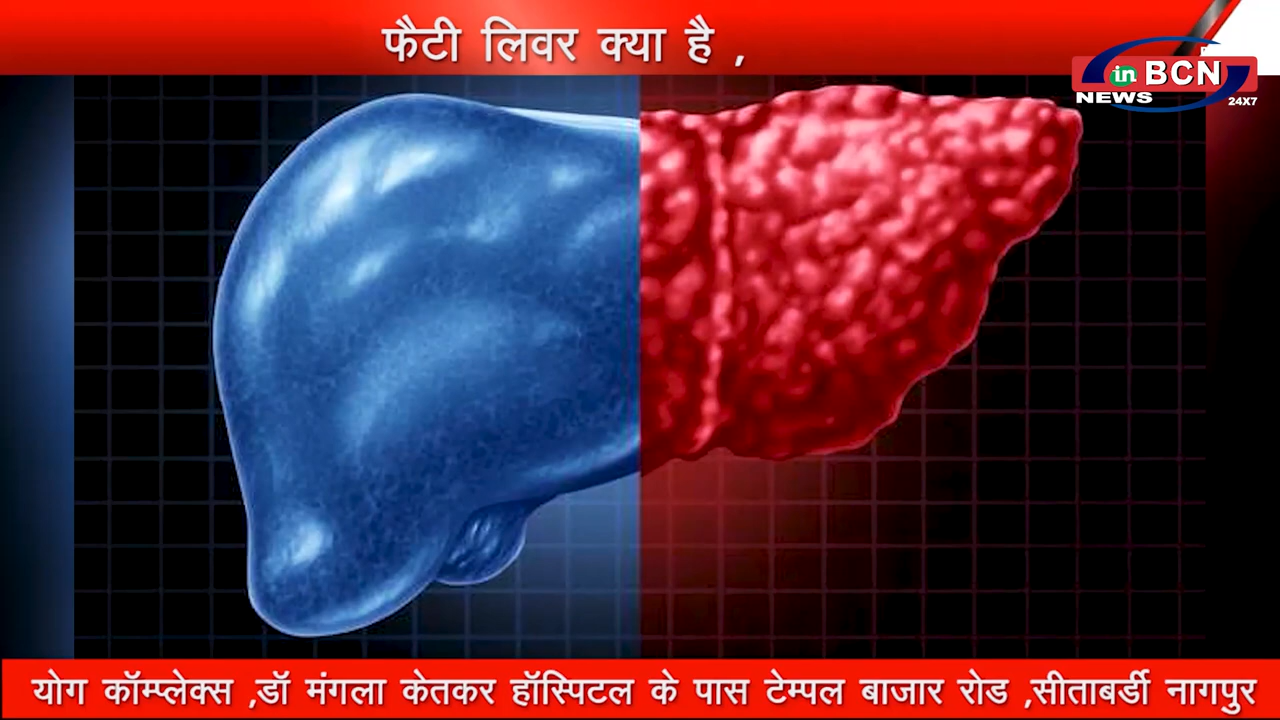 फैटी लिवर क्या है ,
in BCN
NEWS
24X7
योग कॉम्प्लेक्स ,डॉ मंगला केतकर हॉस्पिटल के पास टेम्पल बाजार रोड ,सीताबर्डी नागपुर